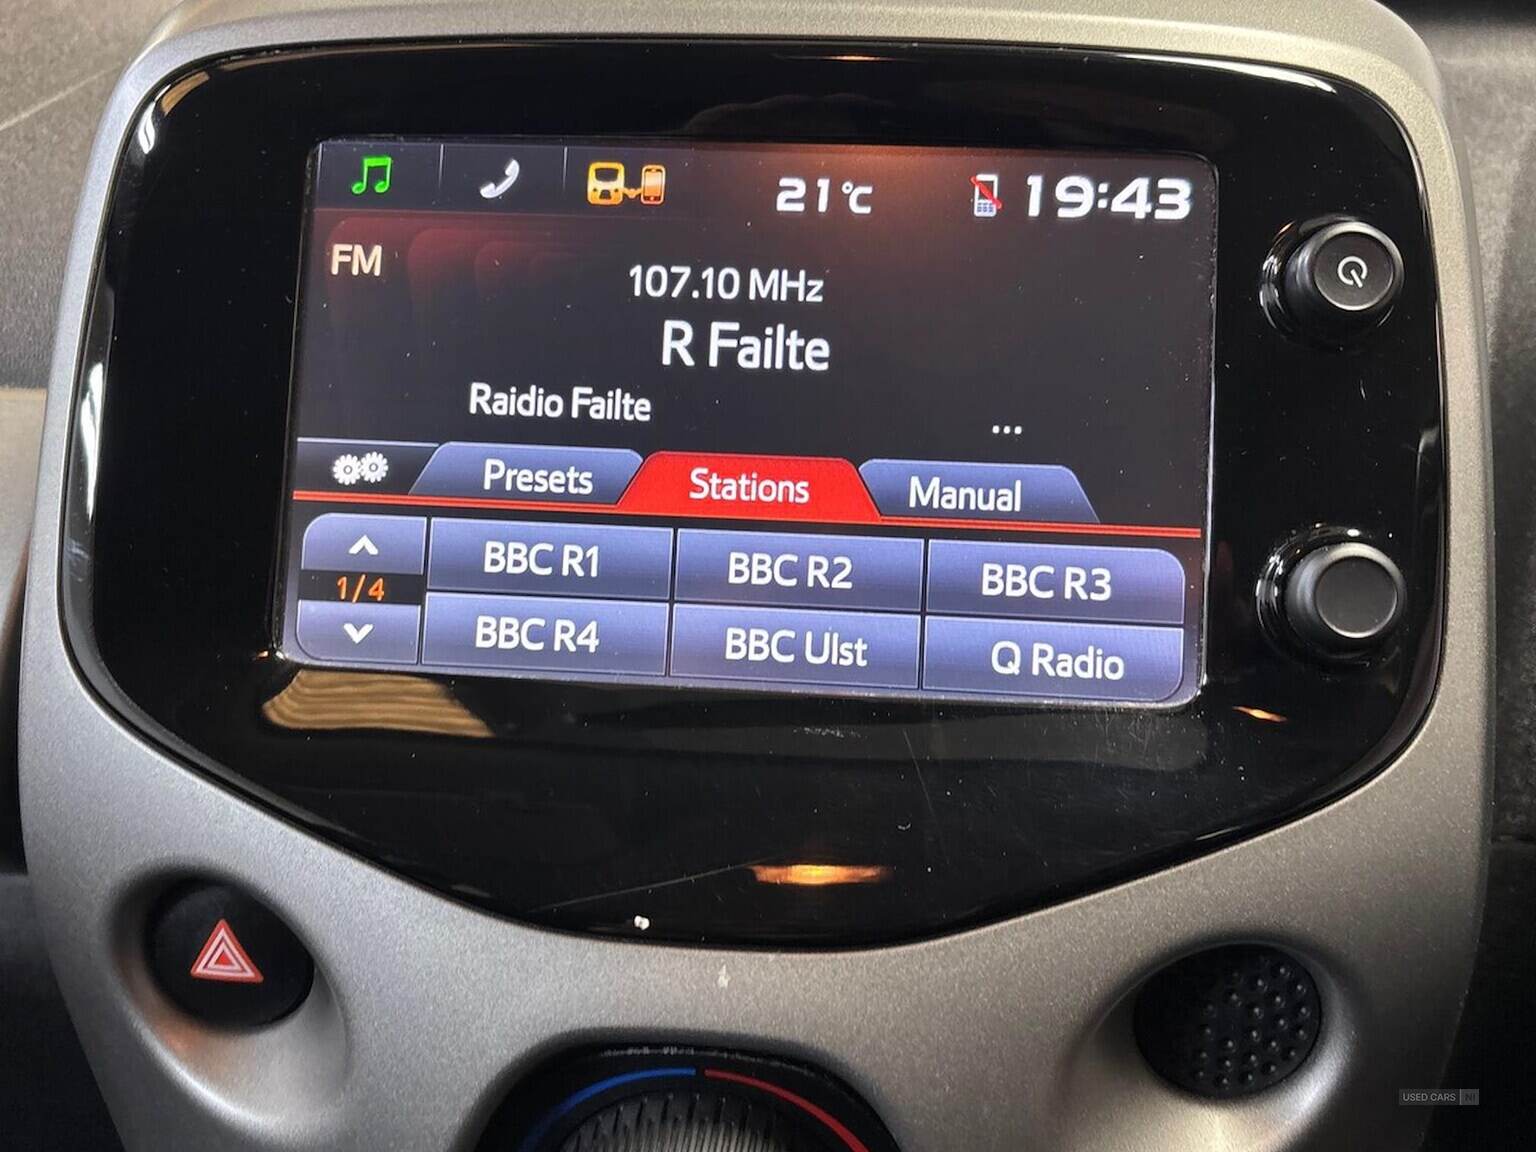 21°C 19:43
FM
107.10 MHz
R Failte
Raidio Failte
...
Presets Stations Manual
1/4
BBC R1 BBC R2 BBC R3
BBC R4 BBC Ulst Q Radio
USED CARS NI